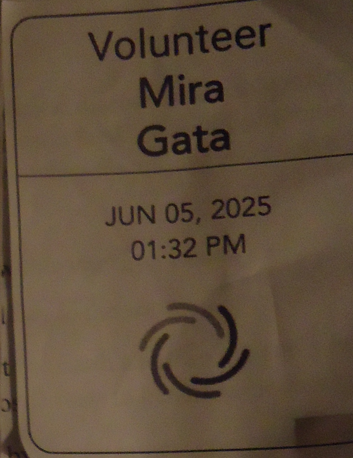 Volunteer
Mira
Gata
JUN 05, 2025
01:32 PM